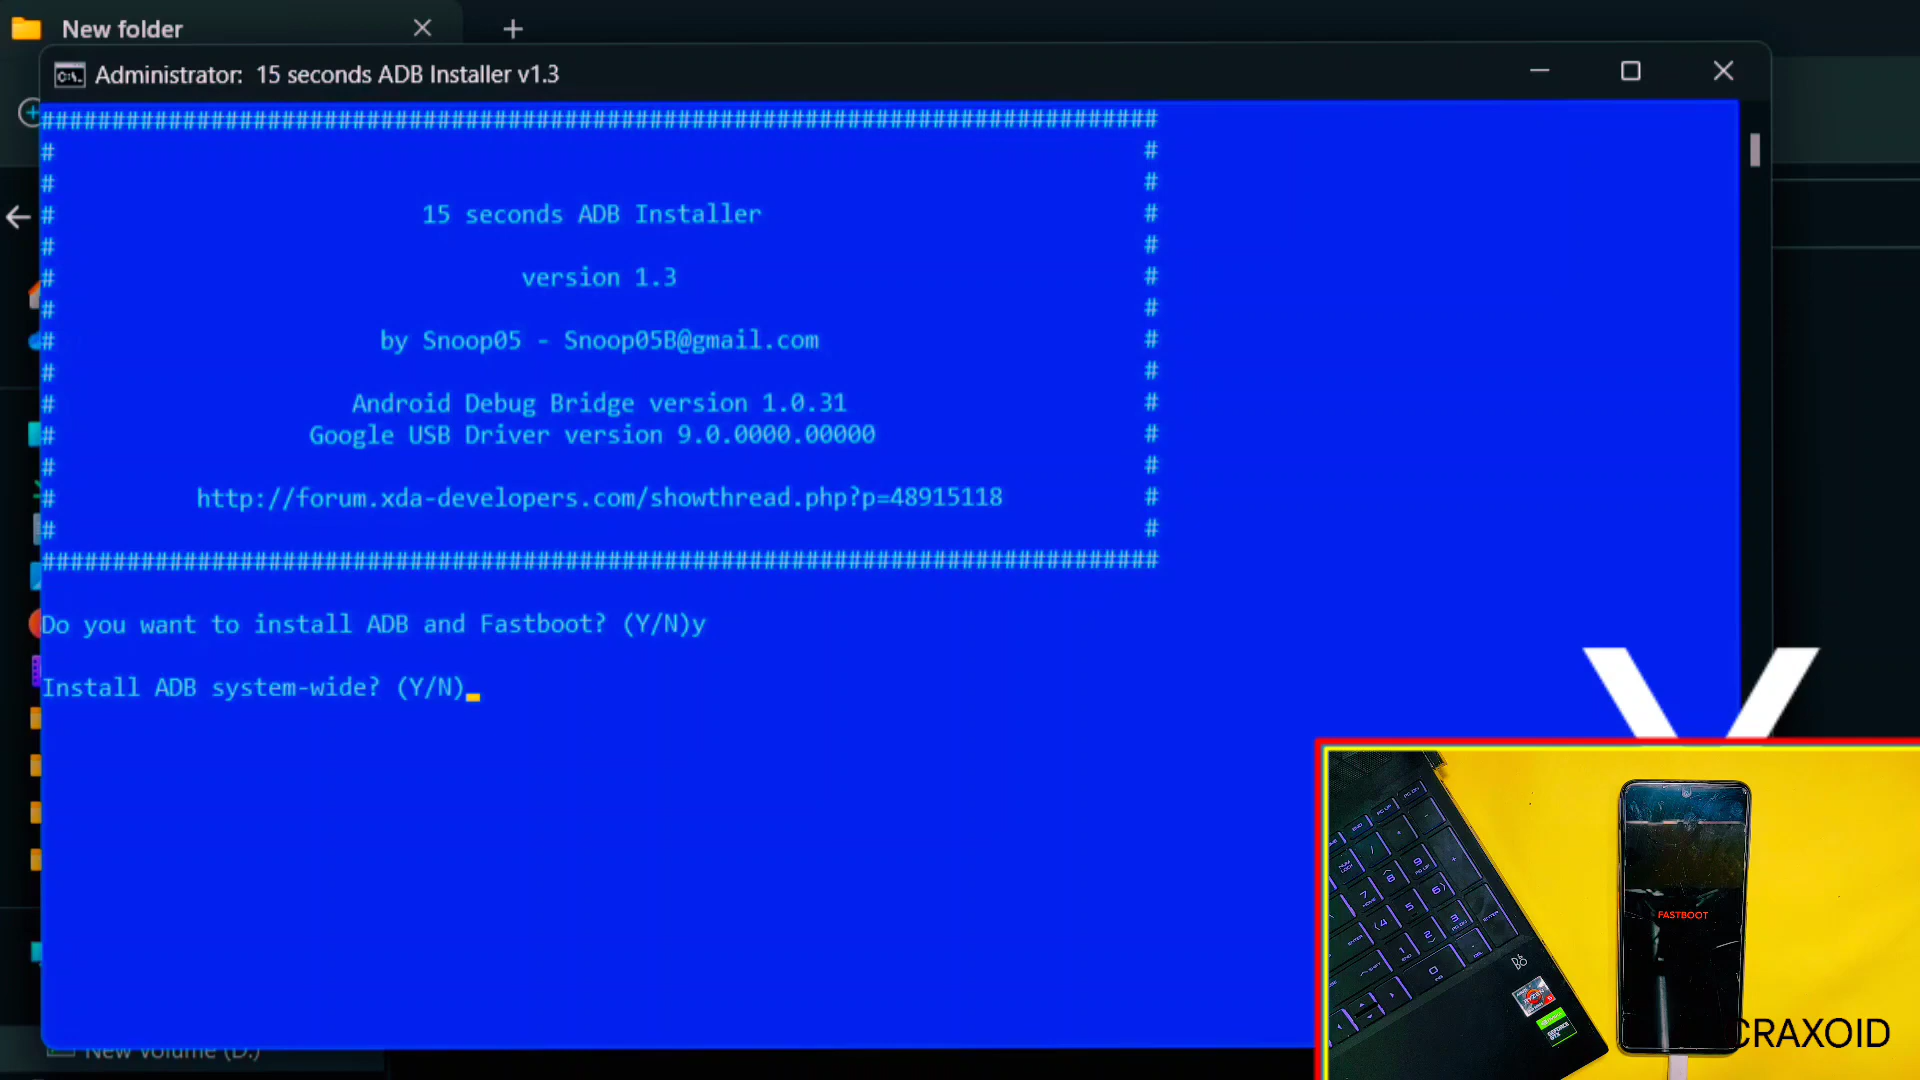 New folder
Administrator: 15 seconds ADB Installer v1.3
###############################################################################
# #
# #
# 15 seconds ADB Installer #
# #
# version 1.3 #
# #
# by Snoop05 - Snoop05B@gmail.com #
# #
# Android Debug Bridge version 1.0.31 #
# Google USB Driver version 9.0.0000.00000 #
# #
# http://forum.xda-developers.com/showthread.php?p=48915118 #
# #
###############################################################################
Do you want to install ADB and Fastboot? (Y/N)y
Install ADB system-wide? (Y/N)
New Volume (D:)
FASTBOOT
CRAXOID